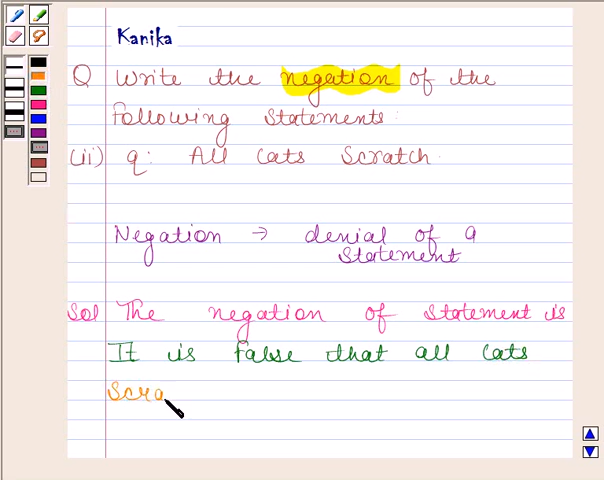 Kanika
Q Write the negation of the
following Statements:
(ii) q: All Cats Scratch.
Negation → denial of a
Statement
Sol The negation of statement is
It is false that all cats
Scra